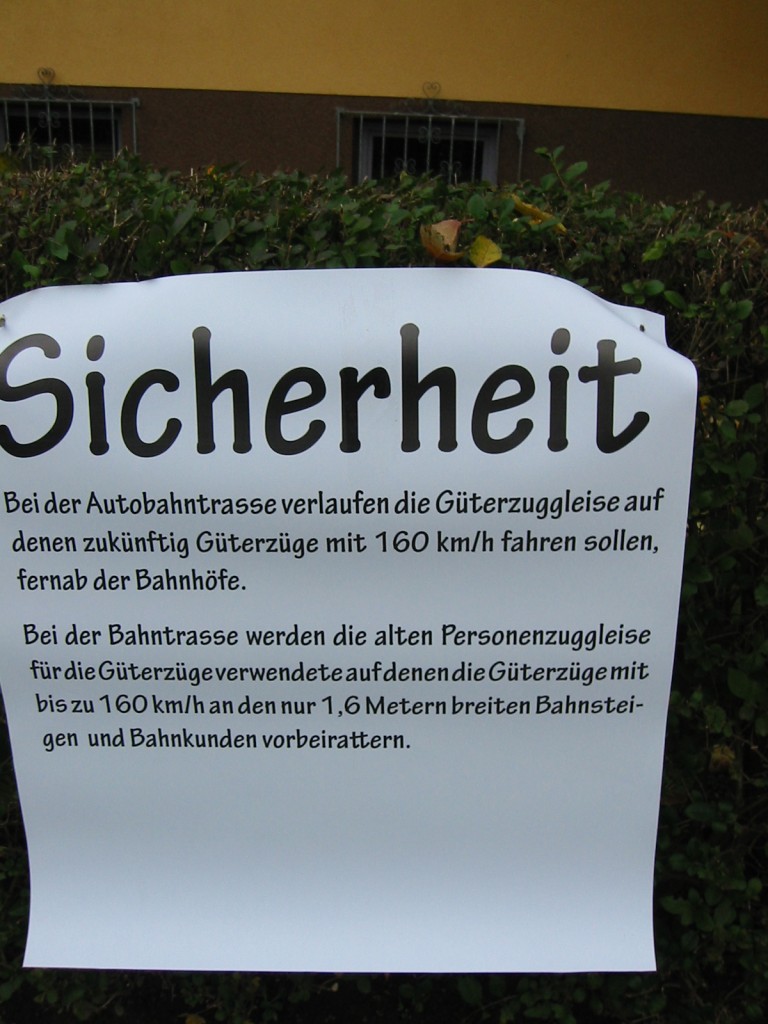 Sicherheit
Bei der Autobahntrasse verlaufen die Güterzuggleise auf
denen zukünftig Güterzüge mit 160 km/h fahren sollen,
fernab der Bahnhöfe.
Bei der Bahntrasse werden die alten Personenzuggleise
für die Güterzüge verwendete auf denen die Güterzüge mit
bis zu 160 km/h an den nur 1,6 Metern breiten Bahnstei-
gen und Bahnkunden vorbeirattern.